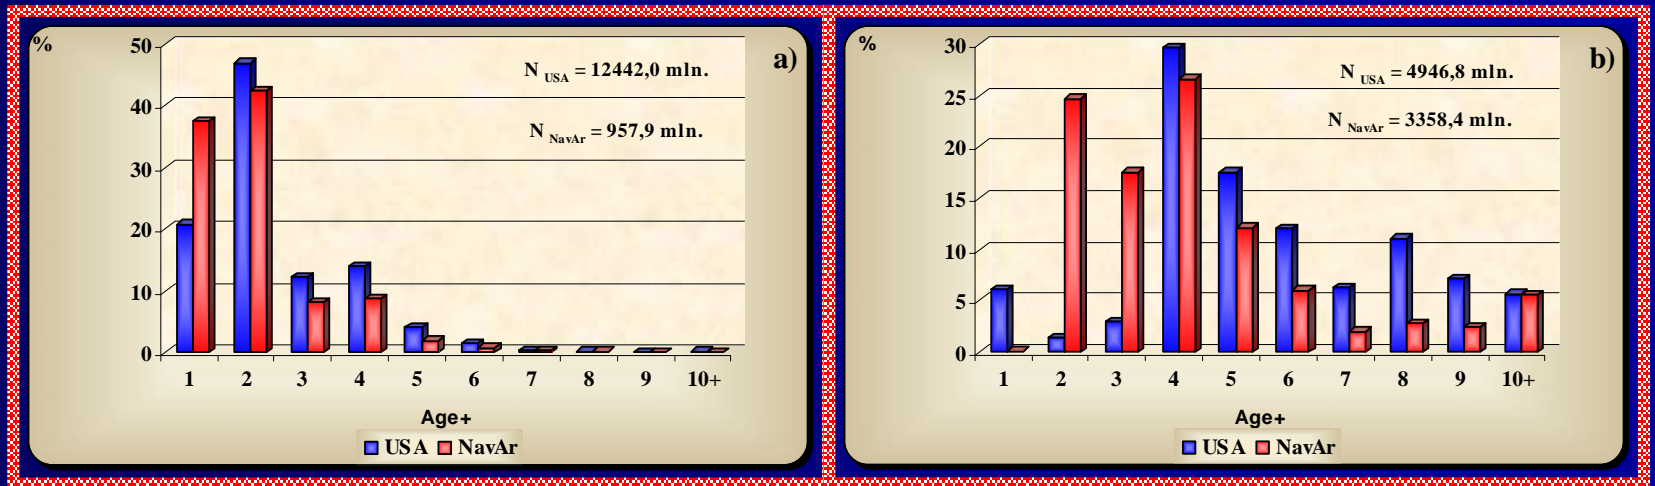 %
a)
50
40
30
20
10
0
N USA = 12442,0 mln.
N NavAr = 957,9 mln.
1 2 3 4 5 6 7 8 9 10+
Age+
USA NavAr
%
b)
30
25
20
15
10
5
0
N USA = 4946,8 mln.
N NavAr = 3358,4 mln.
1 2 3 4 5 6 7 8 9 10+
Age+
USA NavAr